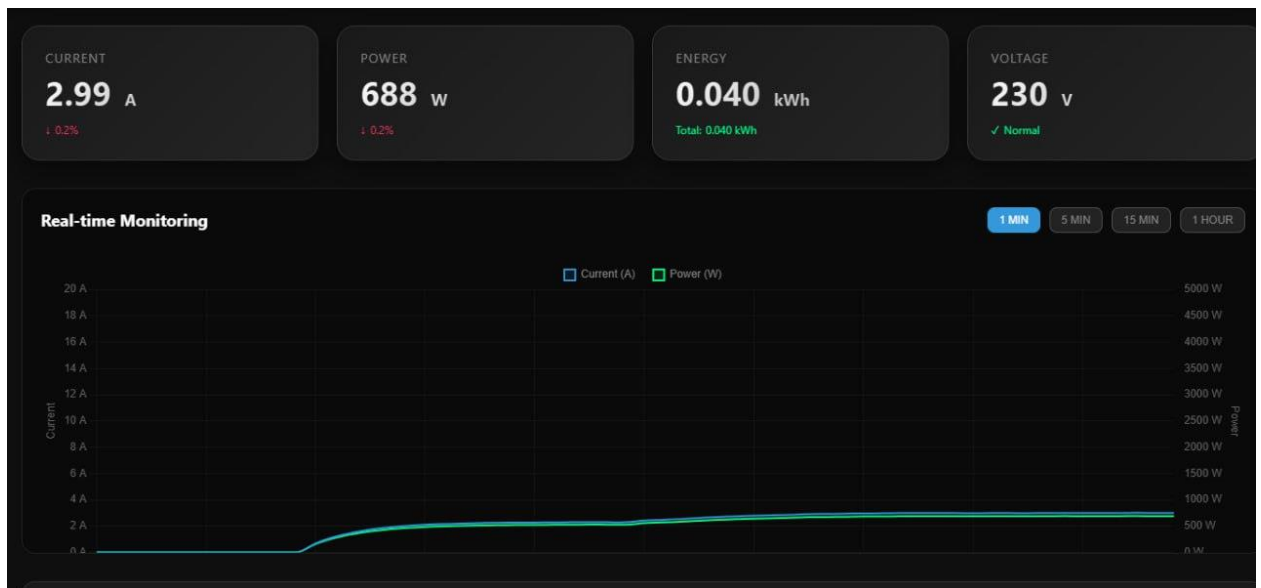 CURRENT
2.99 A
↓ 0.2%
POWER
688 W
↓ 0.2%
ENERGY
0.040 kWh
Total: 0.040 kWh
VOLTAGE
230 V
✓ Normal
Real-time Monitoring
1 MIN
5 MIN
15 MIN
1 HOUR
Current (A)
Power (W)
20 A
18 A
16 A
14 A
12 A
10 A
8 A
6 A
4 A
2 A
0 A
Current
5000 W
4500 W
4000 W
3500 W
3000 W
2500 W
2000 W
1500 W
1000 W
500 W
0 W
Power